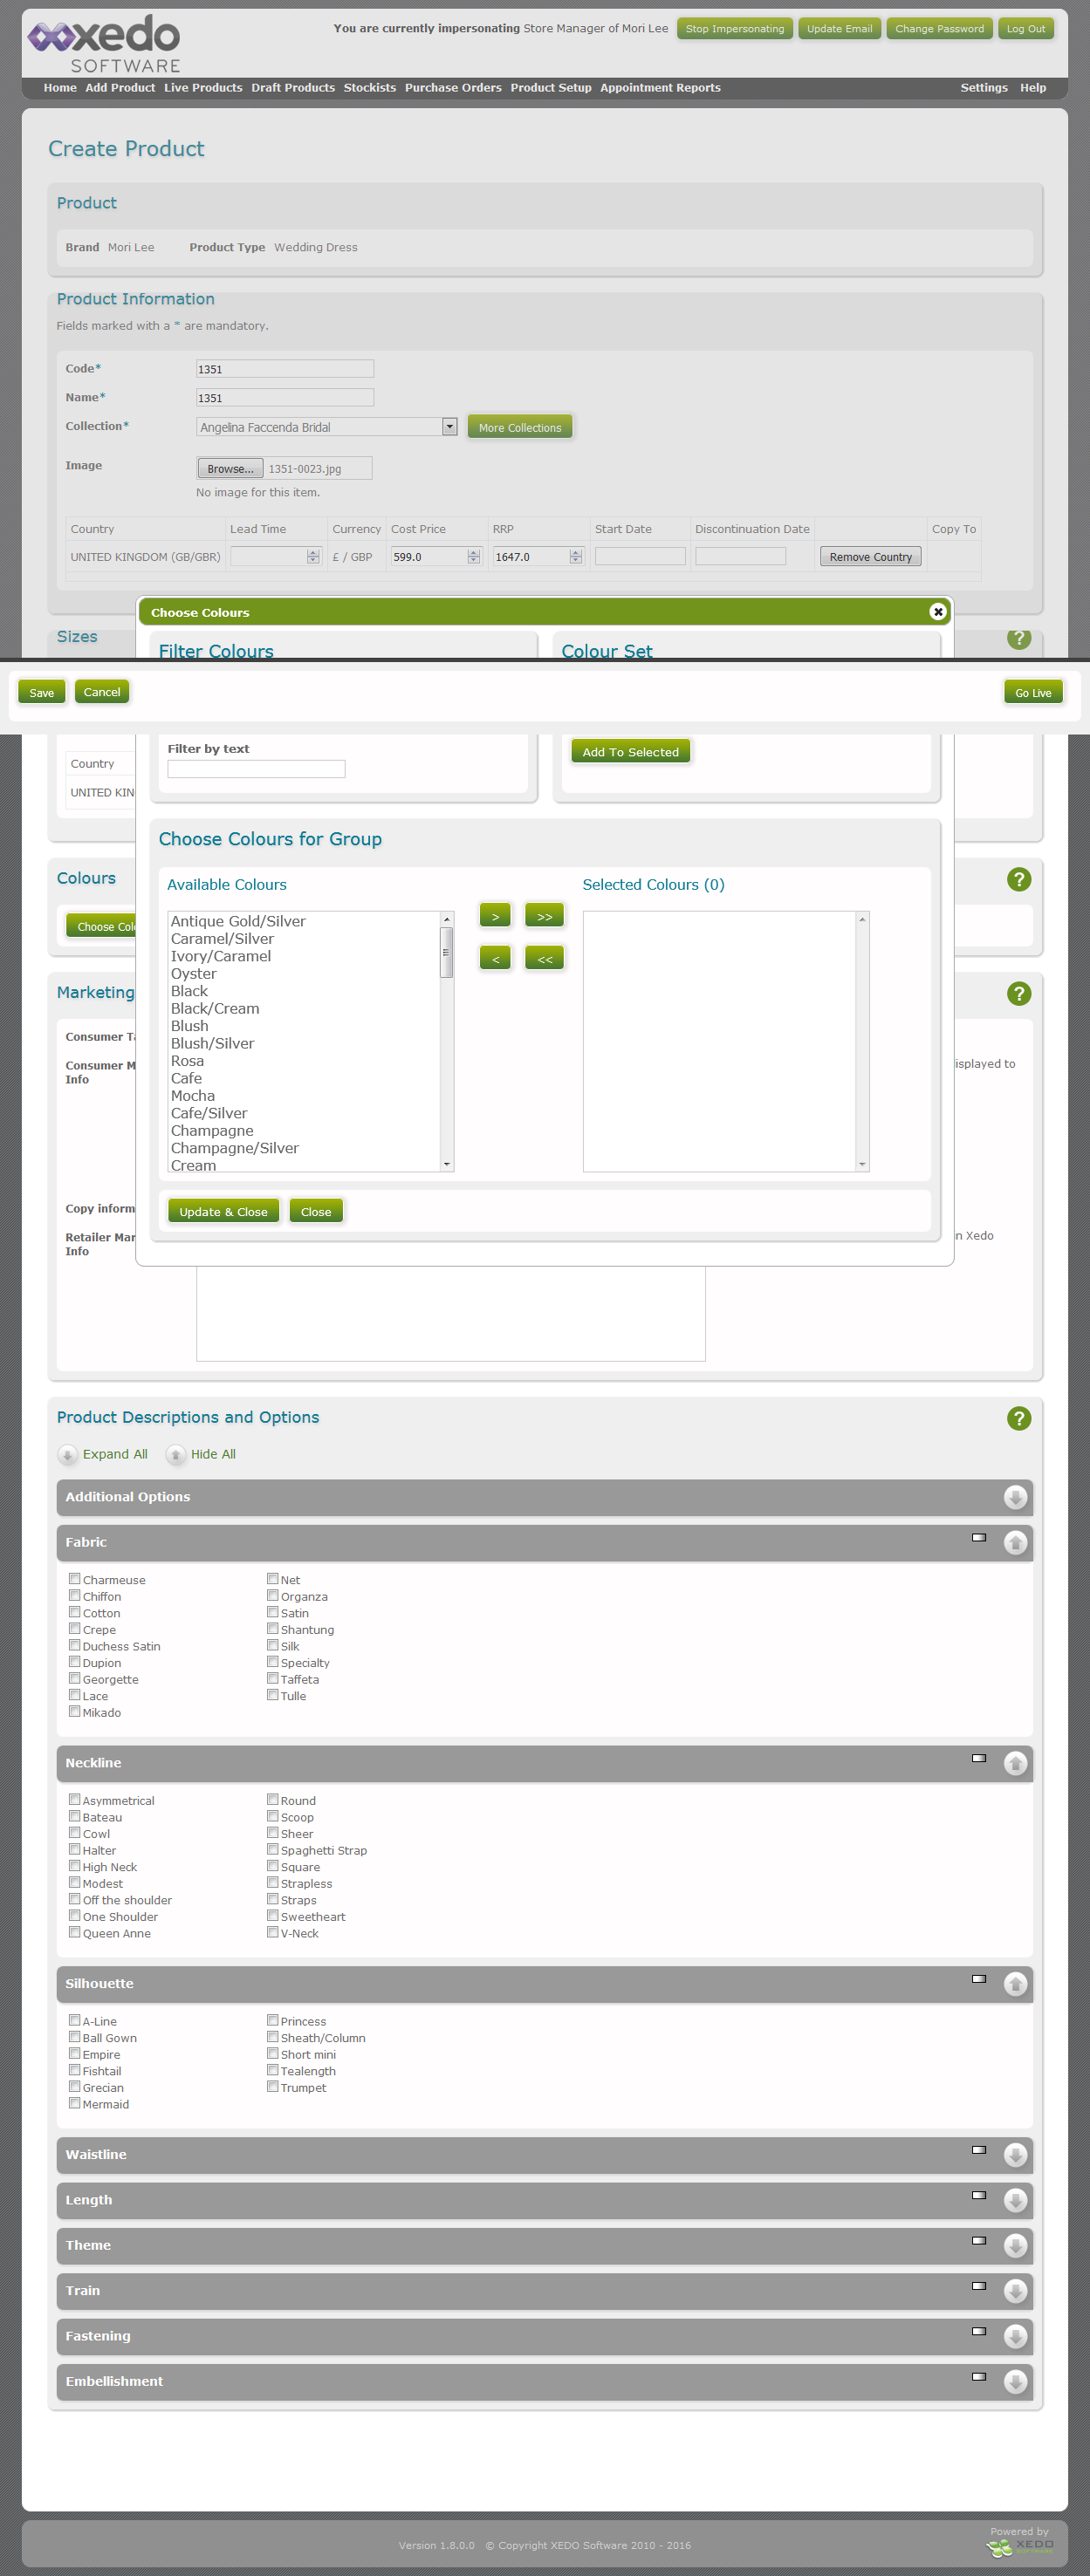 xedo
SOFTWARE
You are currently impersonating Store Manager of Mori Lee Stop Impersonating Update Email Change Password Log Out
Home Add Product Live Products Draft Products Stockists Purchase Orders Product Setup Appointment Reports Settings Help
Create Product
Product
Brand Mori Lee Product Type Wedding Dress
Product Information
Fields marked with a * are mandatory.
Code* 1351
Name* 1351
Collection* Angelina Faccenda Bridal More Collections
Image Browse... 1351-0023.jpg
No image for this item.
Country Lead Time Currency Cost Price RRP Start Date Discontinuation Date Copy To
UNITED KINGDOM (GB/GBR) £ / GBP 599.0 1647.0 Remove Country
Choose Colours
Sizes ?
Filter Colours Colour Set
Save Cancel Go Live
Filter by text Add To Selected
Country
UNITED KIN
Choose Colours for Group
Colours ?
Available Colours Selected Colours (0)
Choose Col
> >>
< <<
Antique Gold/Silver
Caramel/Silver
Ivory/Caramel
Oyster
Black
Black/Cream
Blush
Blush/Silver
Rosa
Cafe
Mocha
Cafe/Silver
Champagne
Champagne/Silver
Cream
Marketing ?
Consumer Ta
Consumer M
Info
isplayed to
Copy inform
Update & Close Close
Retailer Mar
Info
n Xedo
Product Descriptions and Options ?
Expand All Hide All
Additional Options
Fabric
Charmeuse Net
Chiffon Organza
Cotton Satin
Crepe Shantung
Duchess Satin Silk
Dupion Specialty
Georgette Taffeta
Lace Tulle
Mikado
Neckline
Asymmetrical Round
Bateau Scoop
Cowl Sheer
Halter Spaghetti Strap
High Neck Square
Modest Strapless
Off the shoulder Straps
One Shoulder Sweetheart
Queen Anne V-Neck
Silhouette
A-Line Princess
Ball Gown Sheath/Column
Empire Short mini
Fishtail Tealength
Grecian Trumpet
Mermaid
Waistline
Length
Theme
Train
Fastening
Embellishment
Version 1.8.0.0 © Copyright XEDO Software 2010 - 2016
Powered by
XEDO
SOFTWARE